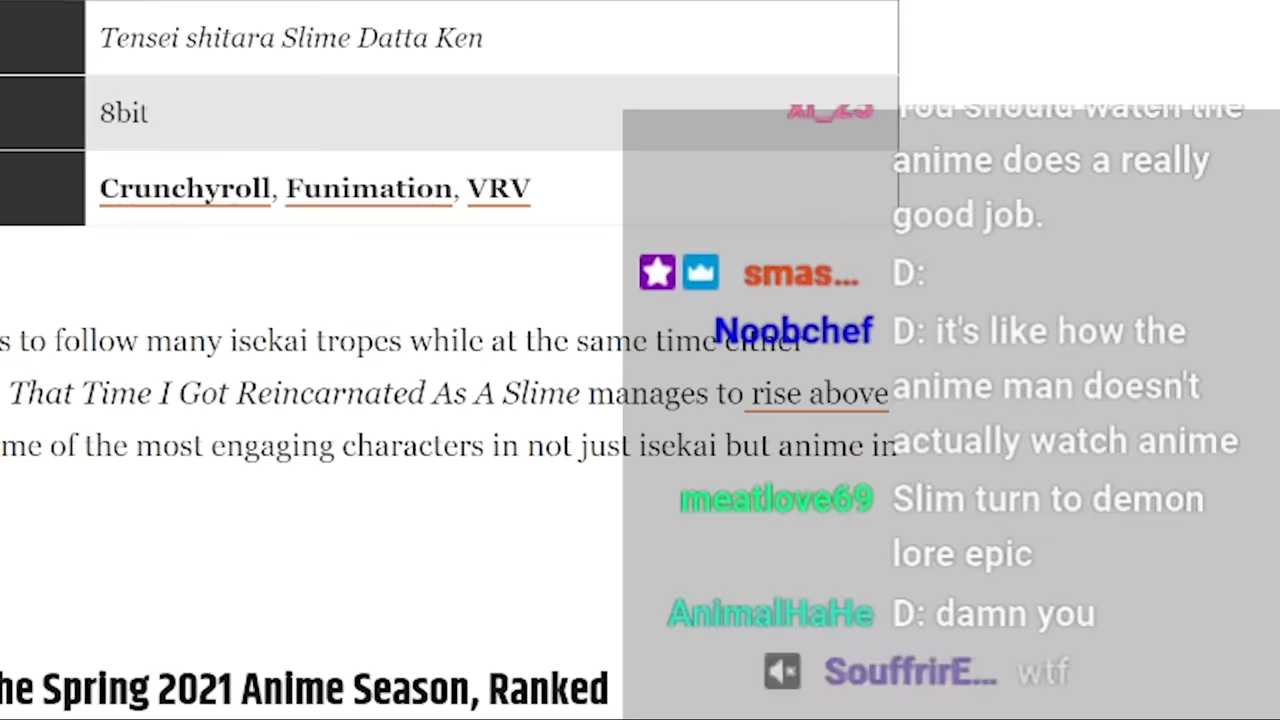 Tensei shitara Slime Datta Ken
8bit
Crunchyroll, Funimation, VRV
s to follow many isekai tropes while at the same time either
That Time I Got Reincarnated As A Slime manages to rise above
me of the most engaging characters in not just isekai but anime in
he Spring 2021 Anime Season, Ranked
xi_25 You should watch the
anime does a really
good job.
smas... D:
Noobchef D: it's like how the
anime man doesn't
actually watch anime
meatlove69 Slim turn to demon
lore epic
AnimalHaHe D: damn you
SouffrirE... wtf